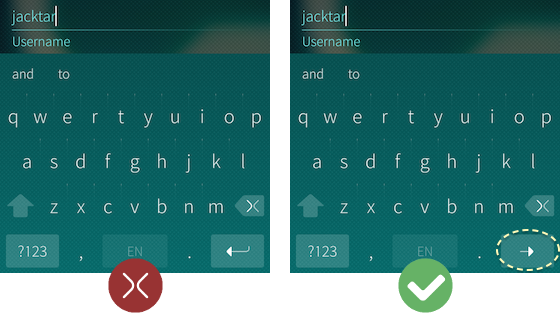 jacktar
Username
and to
q w e r t y u i o p
a s d f g h j k l
z x c v b n m
?123 , EN .
jacktar
Username
and to
q w e r t y u i o p
a s d f g h j k l
z x c v b n m
?123 , EN .